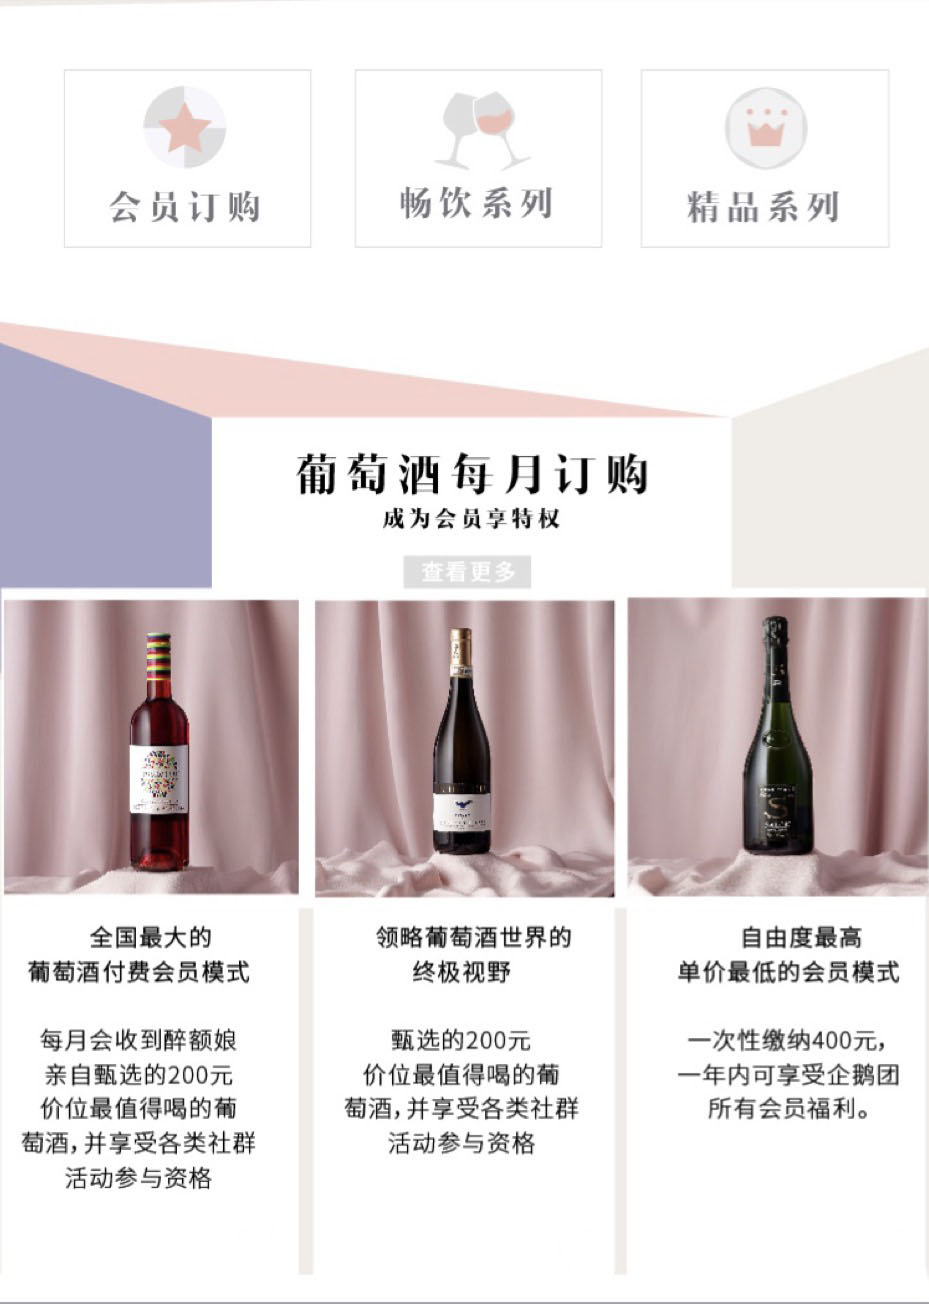 会员订购
畅饮系列
精品系列
葡萄酒每月订购
成为会员享特权
查看更多
全国最大的
葡萄酒付费会员模式
每月会收到醉额娘
亲自甄选的200元
价位最值得喝的葡
萄酒,并享受各类社群
活动参与资格
领略葡萄酒世界的
终极视野
甄选的200元
价位最值得喝的葡
萄酒,并享受各类社群
活动参与资格
自由度最高
单价最低的会员模式
一次性缴纳400元,
一年内可享受企鹅团
所有会员福利。